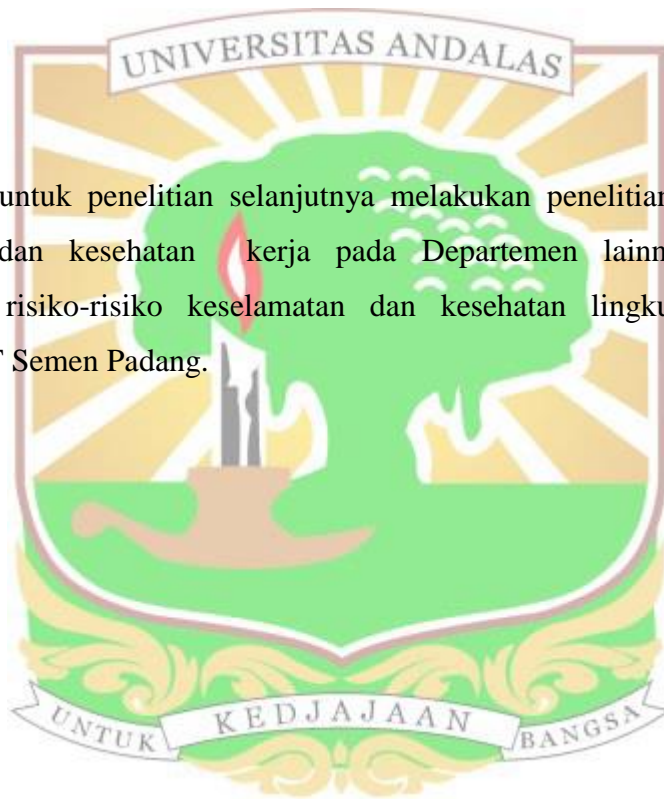 UNIVERSITAS ANDALAS
untuk penelitian selanjutnya melakukan penelitian
dan kesehatan kerja pada Departemen lainn
risiko-risiko keselamatan dan kesehatan lingku
Semen Padang.
UNTUK KEDJAJAAN BANGSA